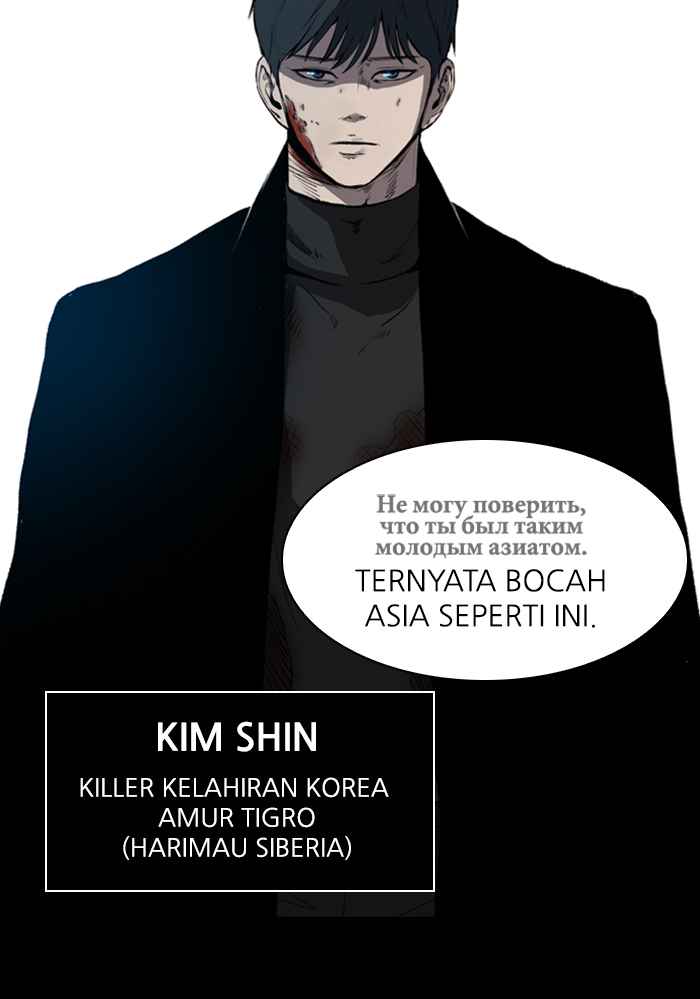 Не могу поверить,
что ты был таким
молодым азиатом.
TERNYATA BOCAH
ASIA SEPERTI INI.
KIM SHIN
KILLER KELAHIRAN KOREA
AMUR TIGRO
(HARIMAU SIBERIA)